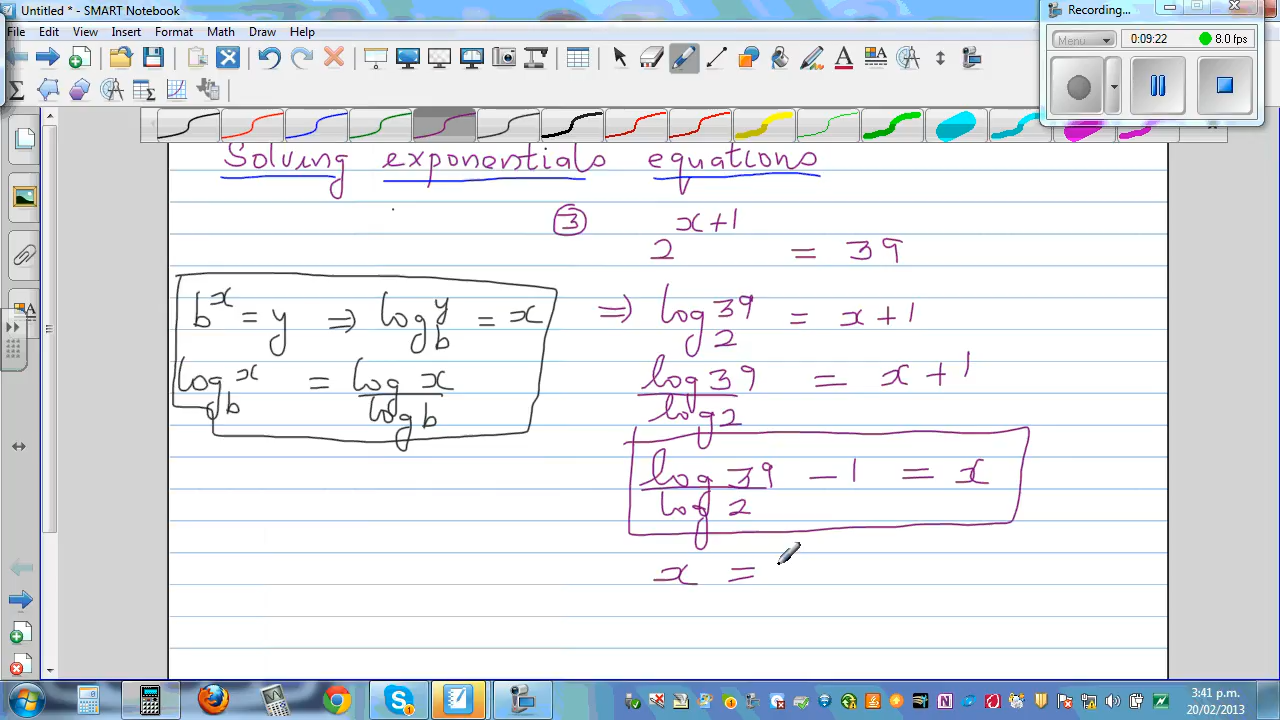 Untitled * - SMART Notebook
Recording...
File Edit View Insert Format Math Draw Help
Menu 0:09:22 8.0 fps
Solving exponentials equations
③ 2^{x+1} = 39
b^x = y ⇒ log_b^y = x
⇒ log_2^39 = x + 1
log_b^x = log x / log b
log 39 / log 2 = x + 1
log 39 / log 2 - 1 = x
x =
3:41 p.m.
20/02/2013